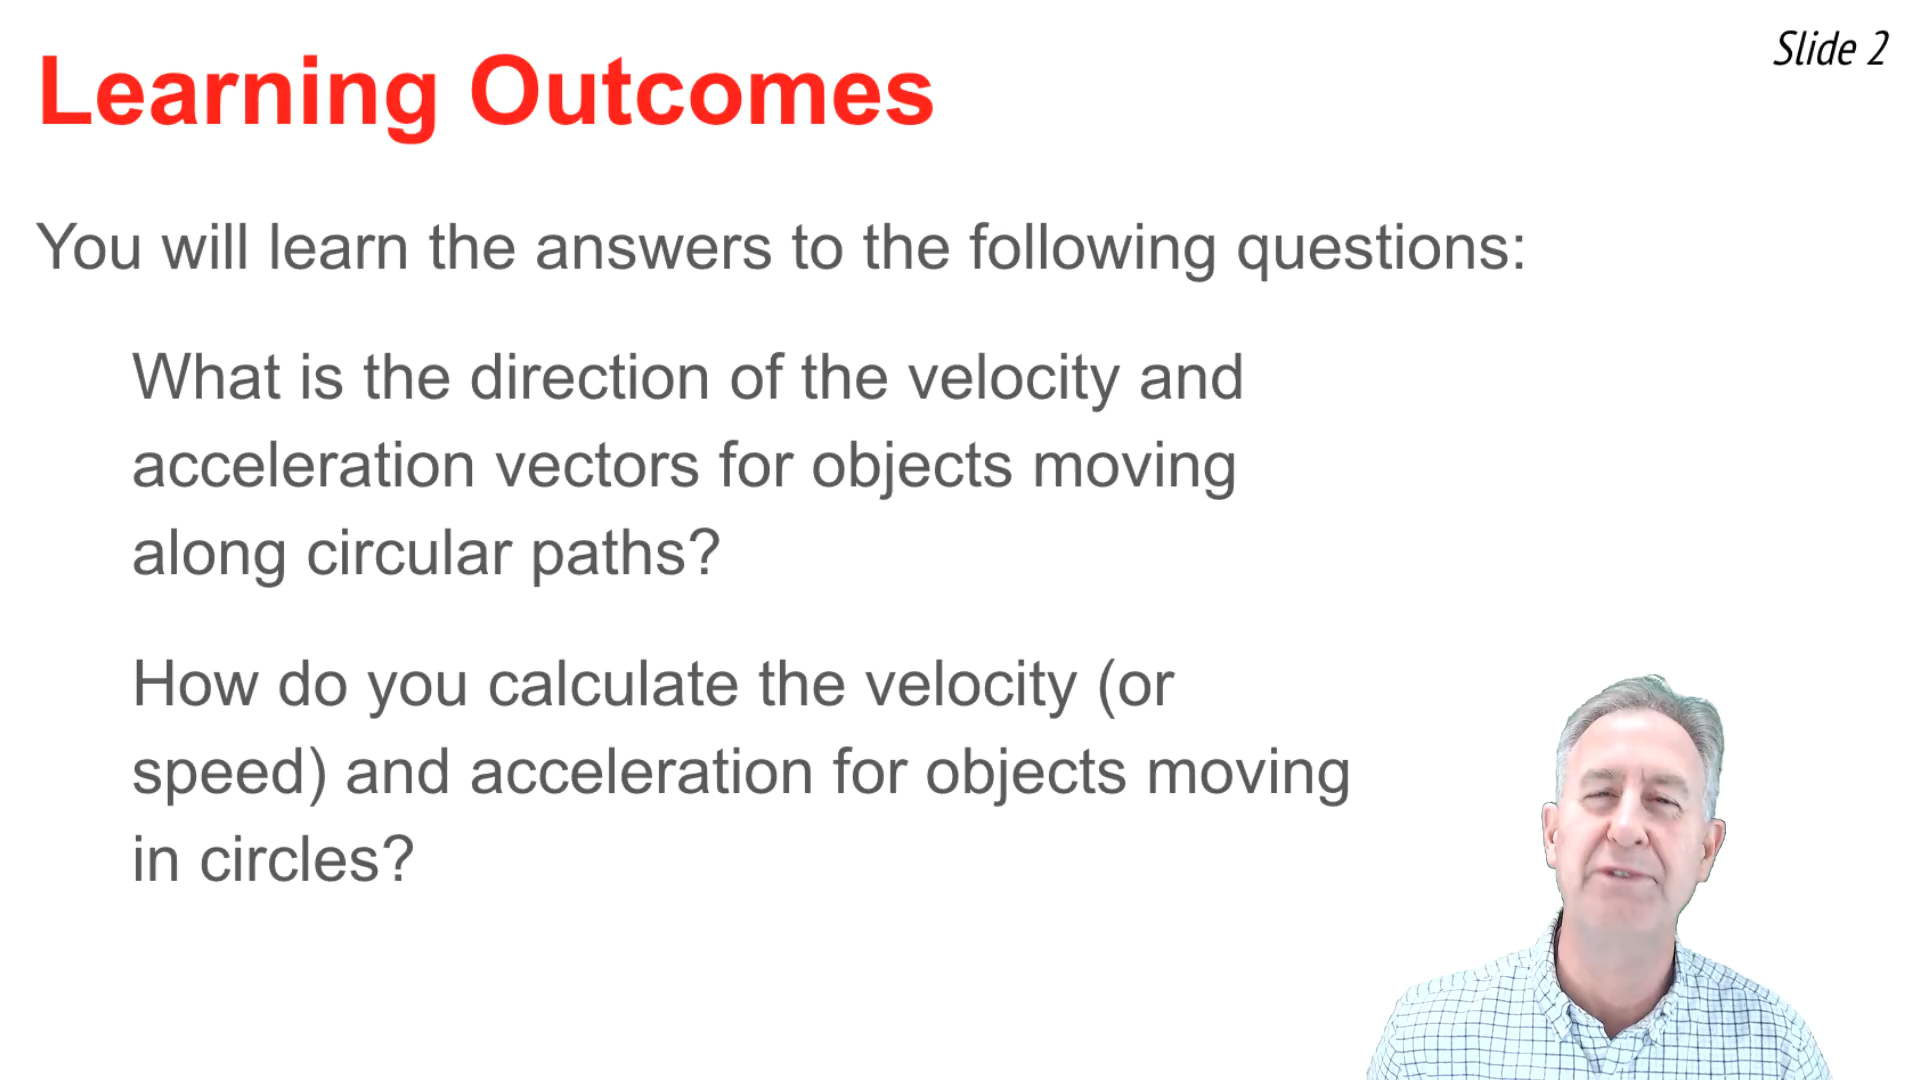 Slide 2
Learning Outcomes
You will learn the answers to the following questions:
What is the direction of the velocity and
acceleration vectors for objects moving
along circular paths?
How do you calculate the velocity (or
speed) and acceleration for objects moving
in circles?